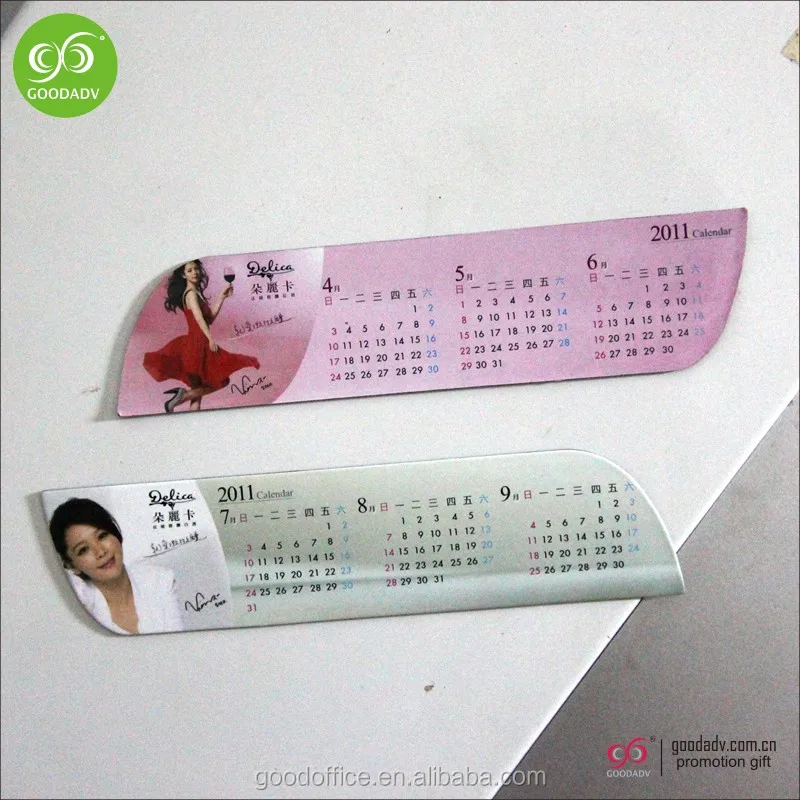 GOODADV
2011 Calendar
Delica
朵麗卡
4月
日 一 二 三 四 五 六
1 2
3 4 5 6 7 8 9
10 11 12 13 14 15 16
17 18 19 20 21 22 23
24 25 26 27 28 29 30
5月
日 一 二 三 四 五 六
1 2 3 4 5 6 7
8 9 10 11 12 13 14
15 16 17 18 19 20 21
22 23 24 25 26 27 28
29 30 31
6月
日 一 二 三 四 五 六
1 2 3 4
5 6 7 8 9 10 11
12 13 14 15 16 17 18
19 20 21 22 23 24 25
26 27 28 29 30
Delica
朵麗卡
2011 Calendar
7月
日 一 二 三 四 五 六
1 2
3 4 5 6 7 8 9
10 11 12 13 14 15 16
17 18 19 20 21 22 23
24 25 26 27 28 29 30
31
8月
日 一 二 三 四 五 六
1 2 3 4 5 6
7 8 9 10 11 12 13
14 15 16 17 18 19 20
21 22 23 24 25 26 27
28 29 30 31
9月
日 一 二 三 四 五 六
1 2 3
4 5 6 7 8 9 10
11 12 13 14 15 16 17
18 19 20 21 22 23 24
25 26 27 28 29 30
goodoffice.en.alibaba.com
GOODADV
goodadv.com.cn
promotion gift